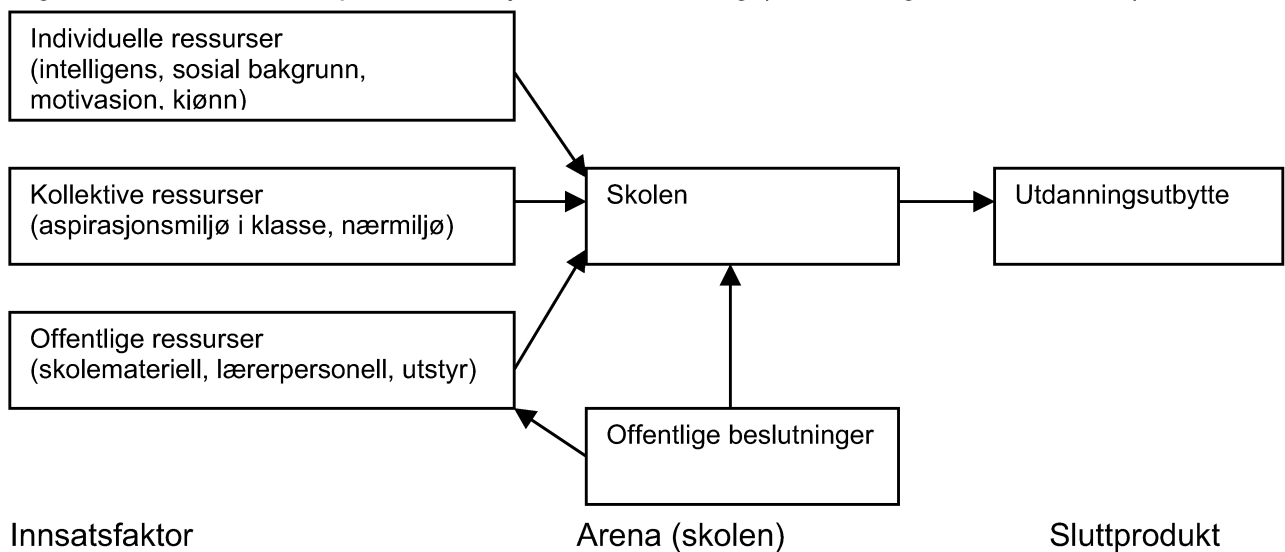 Individuelle ressurser
(intelligens, sosial bakgrunn,
motivasjon, kjønn)
Kollektive ressurser
(aspirasjonsmiljø i klasse, nærmiljø)
Skolen
Utdanningsutbytte
Offentlige ressurser
(skolemateriell, lærerpersonell, utstyr)
Offentlige beslutninger
Innsatsfaktor
Arena (skolen)
Sluttprodukt